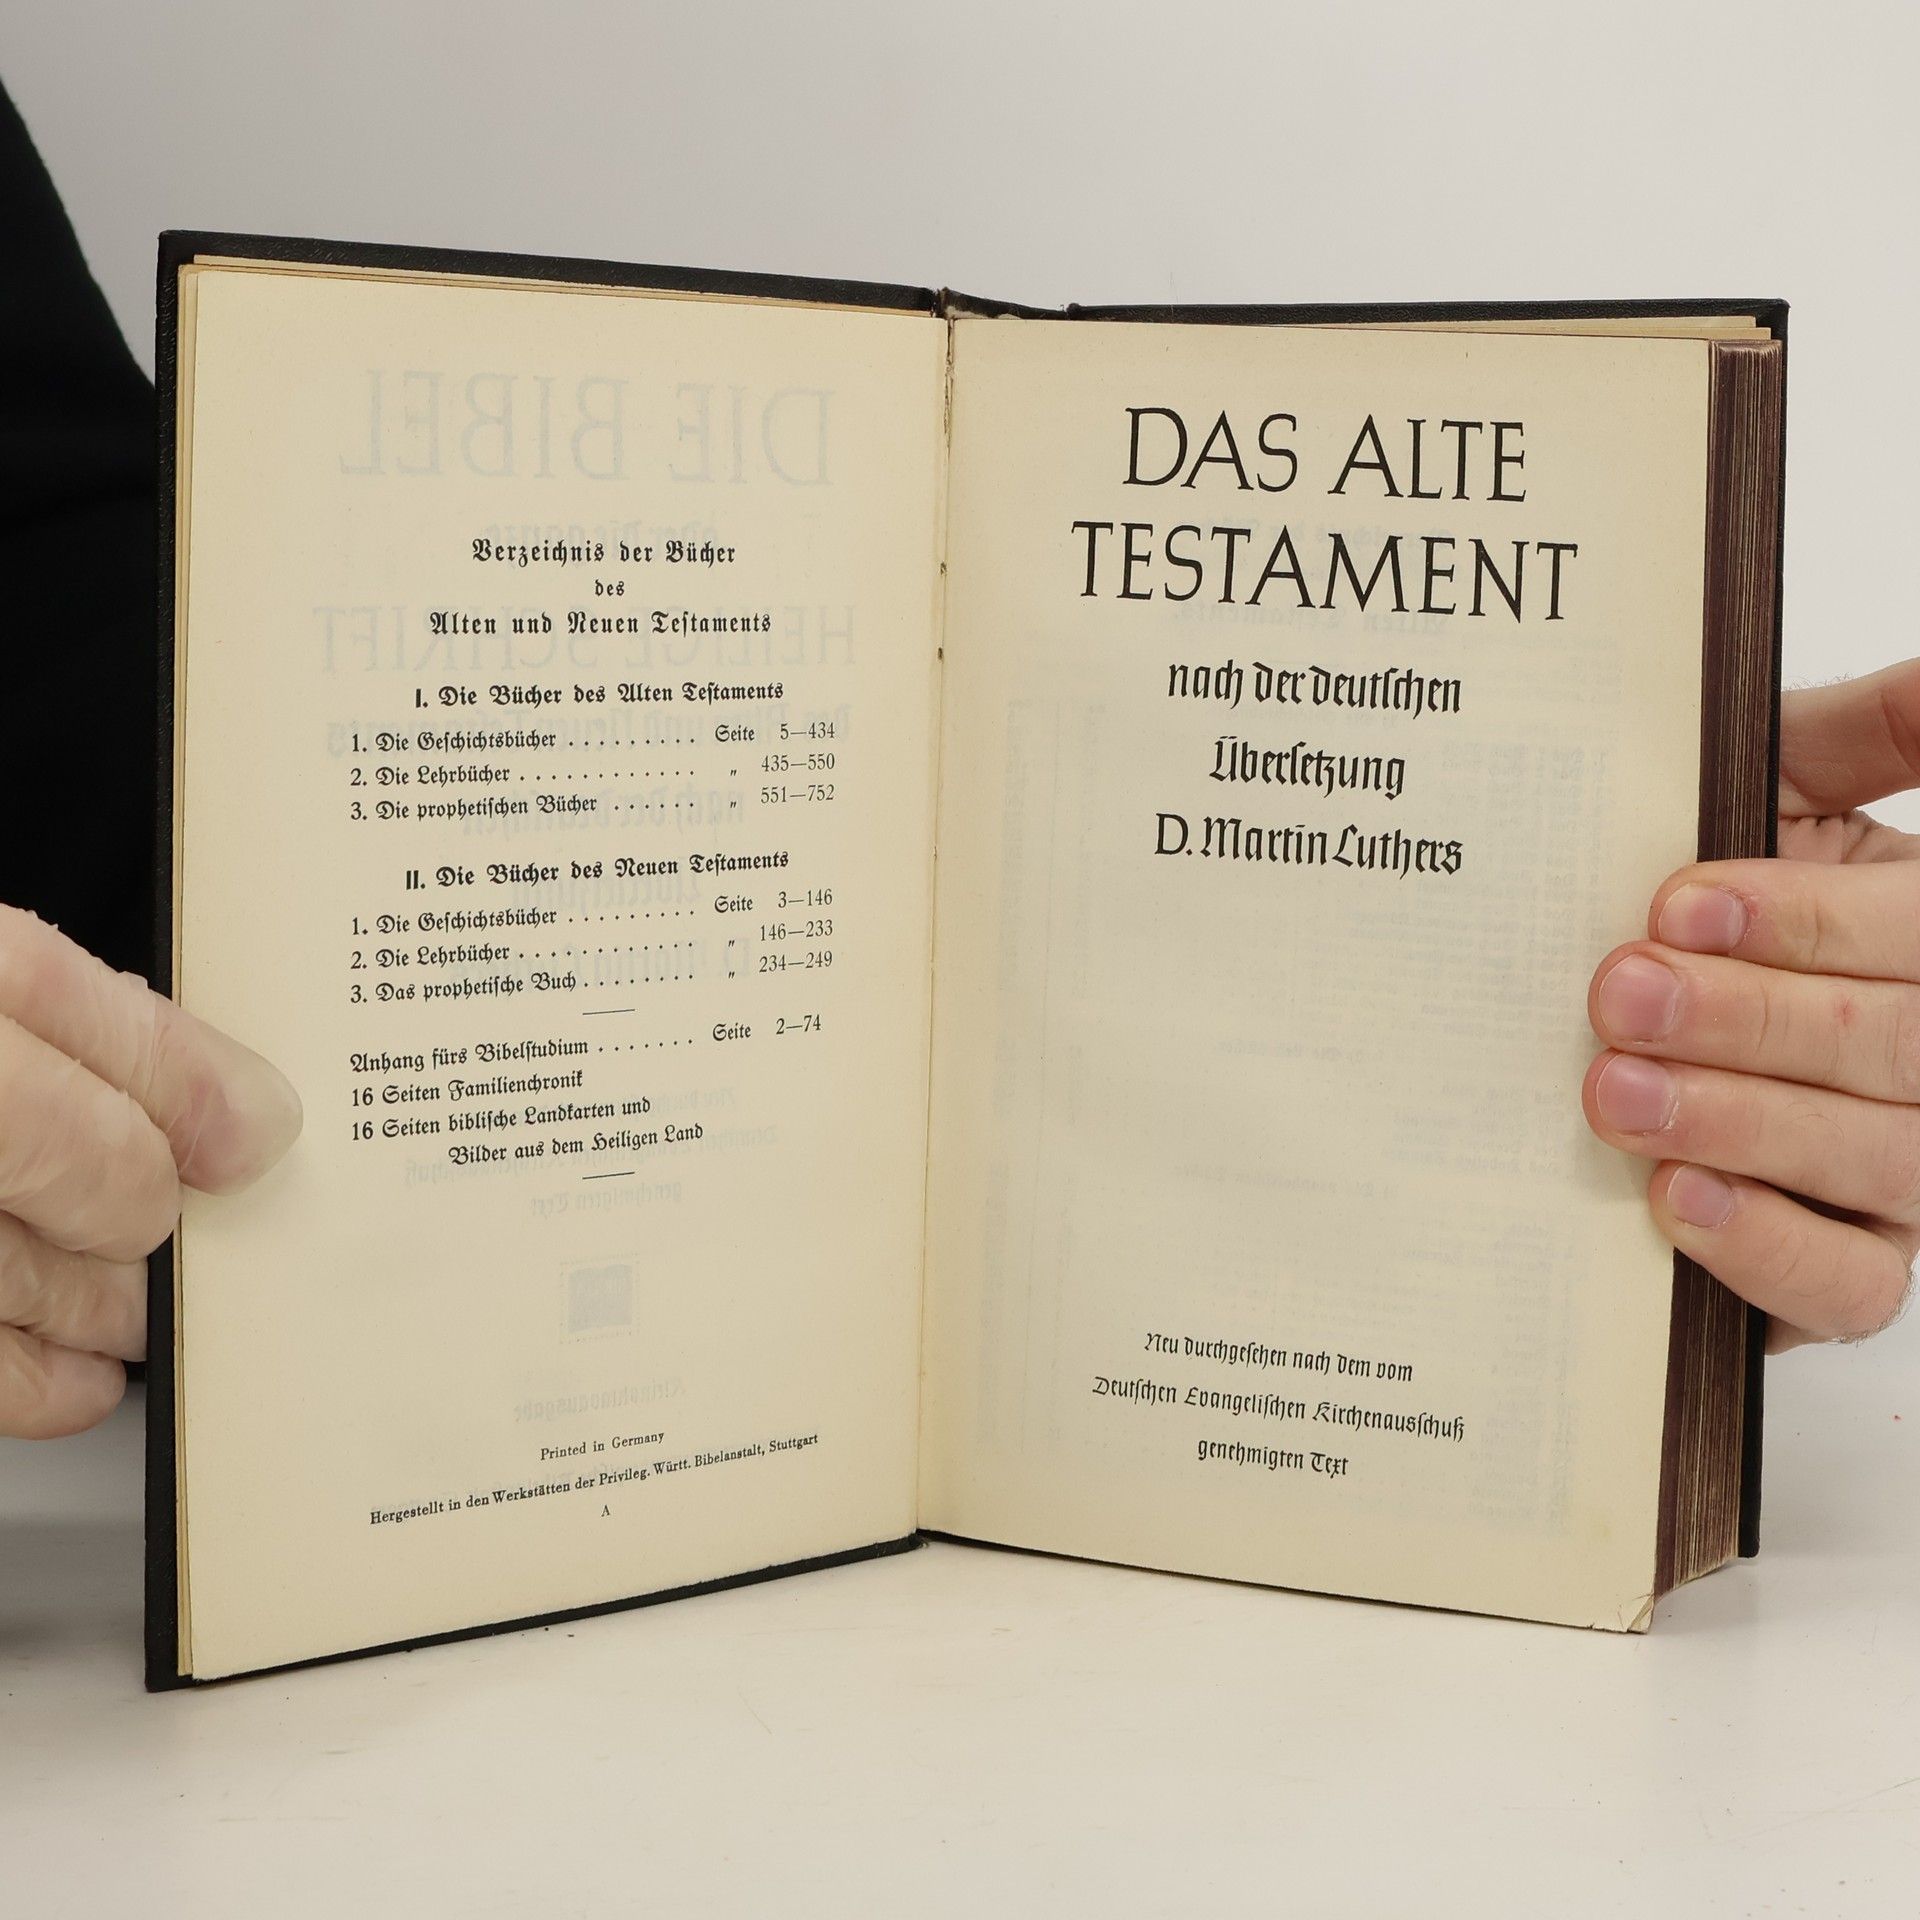 Verzeichnis der Bücher
des
Alten und Neuen Teſtaments
I. Die Bücher des Alten Teſtaments
1. Die Geſchichtsbücher . . . . . . . . . Seite 5—434
2. Die Lehrbücher . . . . . . . . . . . . „ 435—550
3. Die prophetiſchen Bücher . . . . . . „ 551—752
II. Die Bücher des Neuen Teſtaments
1. Die Geſchichtsbücher . . . . . . . . . Seite 3—146
2. Die Lehrbücher . . . . . . . . . . . . „ 146—233
3. Das prophetiſche Buch . . . . . . . . „ 234—249
Anhang fürs Bibelſtudium . . . . . . . Seite 2—74
16 Seiten Familienchronik
16 Seiten bibliſche Landkarten und
Bilder aus dem Heiligen Land
Printed in Germany
Hergestellt in den Werkstätten der Privileg. Württ. Bibelanstalt, Stuttgart
A
DAS ALTE
TESTAMENT
nach der deutſchen
Überſetzung
D. Martin Luthers
Neu durchgeſehen nach dem vom
Deutſchen Evangeliſchen Kirchenausſchuß
genehmigten Text